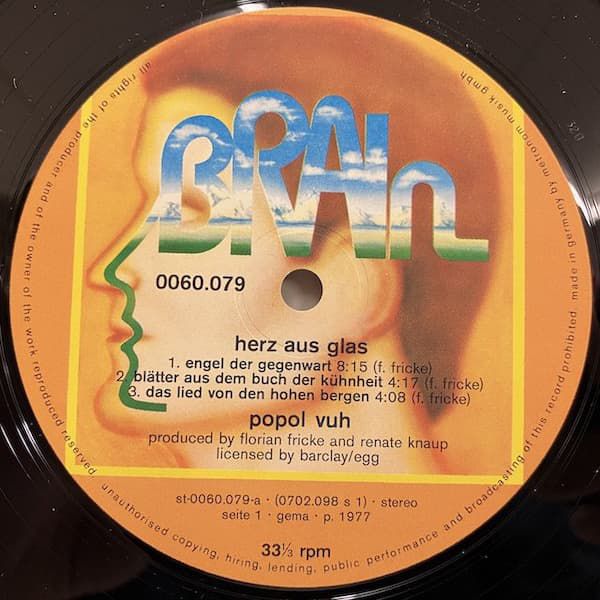 BRAIn
0060.079
herz aus glas
1. engel der gegenwart 8:15 (f. fricke)
2. blätter aus dem buch der kühnheit 4:17 (f. fricke)
3. das lied von den hohen bergen 4:08 (f. fricke)
popol vuh
produced by florian fricke and renate knaup
licensed by barclay/egg
st-0060.079-a · (0702.098 s 1) · stereo
seite 1 · gema · p. 1977
33⅓ rpm
all rights of the producer and of the owner of the work reproduced reserved. unauthorised copying, hiring, lending, public performance and broadcasting of this record prohibited. made in germany by metronom musik gmbh